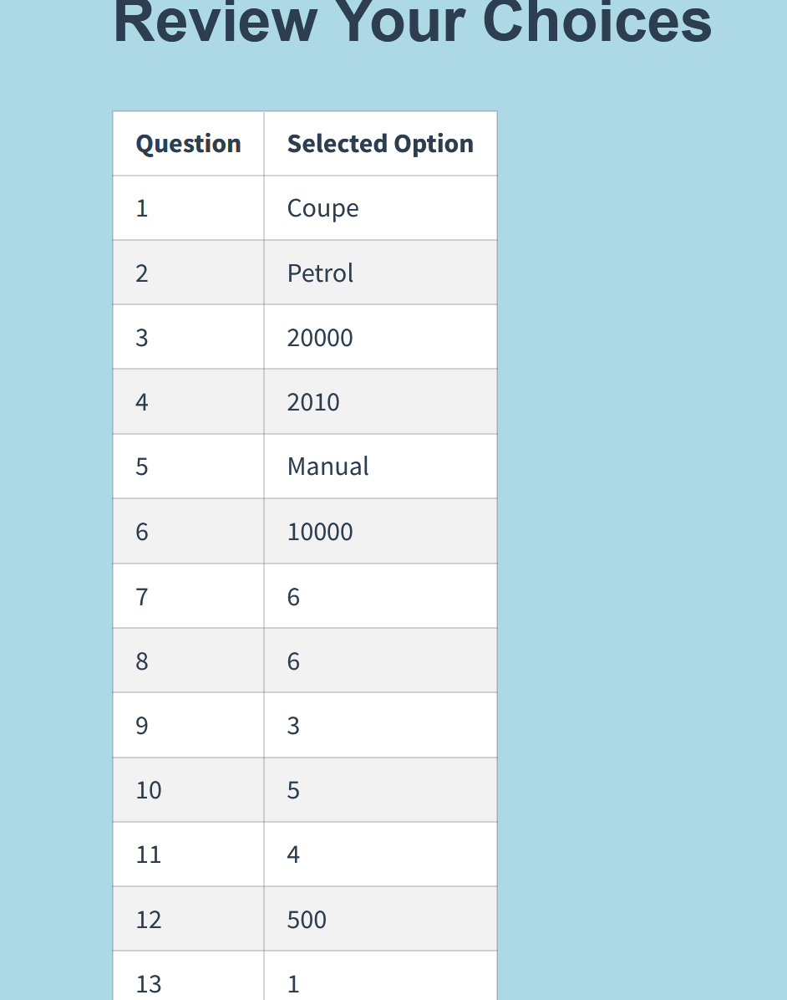 Review Your Choices
Question Selected Option
1 Coupe
2 Petrol
3 20000
4 2010
5 Manual
6 10000
7 6
8 6
9 3
10 5
11 4
12 500
13 1